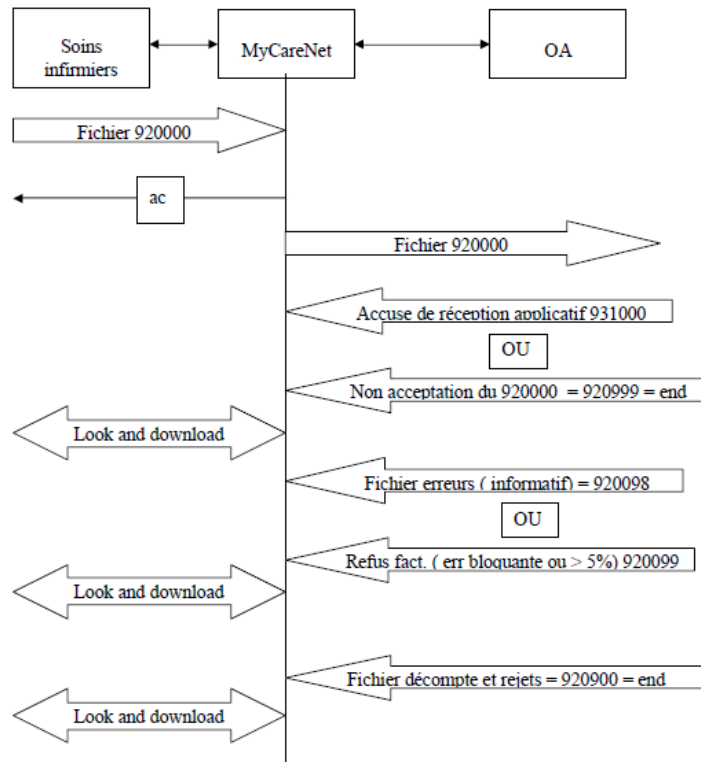 Soins
infirmiers
MyCareNet
OA
Fichier 920000
ac
Fichier 920000
Accuse de réception applicatif 931000
OU
Non acceptation du 920000 = 920999 = end
Look and download
Fichier erreurs ( informatif) = 920098
OU
Refus fact. ( err bloquante ou > 5%) 920099
Look and download
Fichier décompte et rejets = 920900 = end
Look and download